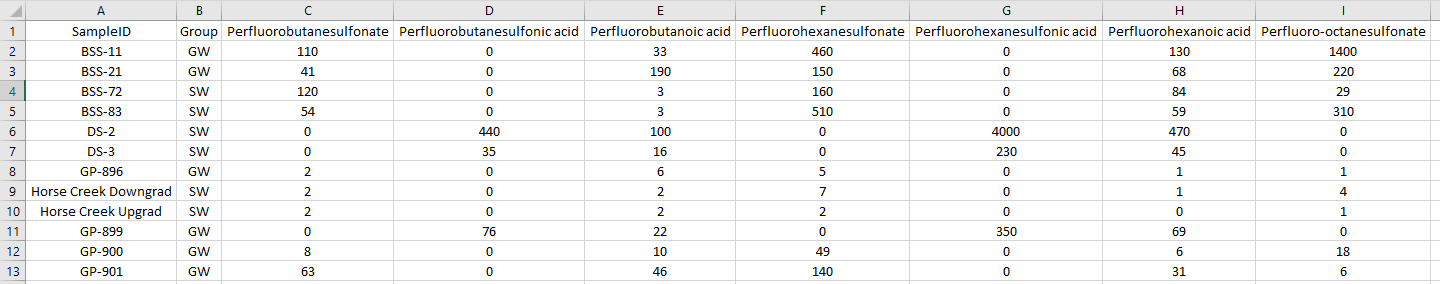 A B C D E F G H I
1 SampleID Group Perfluorobutanesulfonate Perfluorobutanesulfonic acid Perfluorobutanoic acid Perfluorohexanesulfonate Perfluorohexanesulfonic acid Perfluorohexanoic acid Perfluoro-octanesulfonate
2 BSS-11 GW 110 0 33 460 0 130 1400
3 BSS-21 GW 41 0 190 150 0 68 220
4 BSS-72 SW 120 0 3 160 0 84 29
5 BSS-83 SW 54 0 3 510 0 59 310
6 DS-2 SW 0 440 100 0 4000 470 0
7 DS-3 SW 0 35 16 0 230 45 0
8 GP-896 GW 2 0 6 5 0 1 1
9 Horse Creek Downgrad SW 2 0 2 7 0 1 4
10 Horse Creek Upgrad SW 2 0 2 2 0 0 1
11 GP-899 GW 0 76 22 0 350 69 0
12 GP-900 GW 8 0 10 49 0 6 18
13 GP-901 GW 63 0 46 140 0 31 6